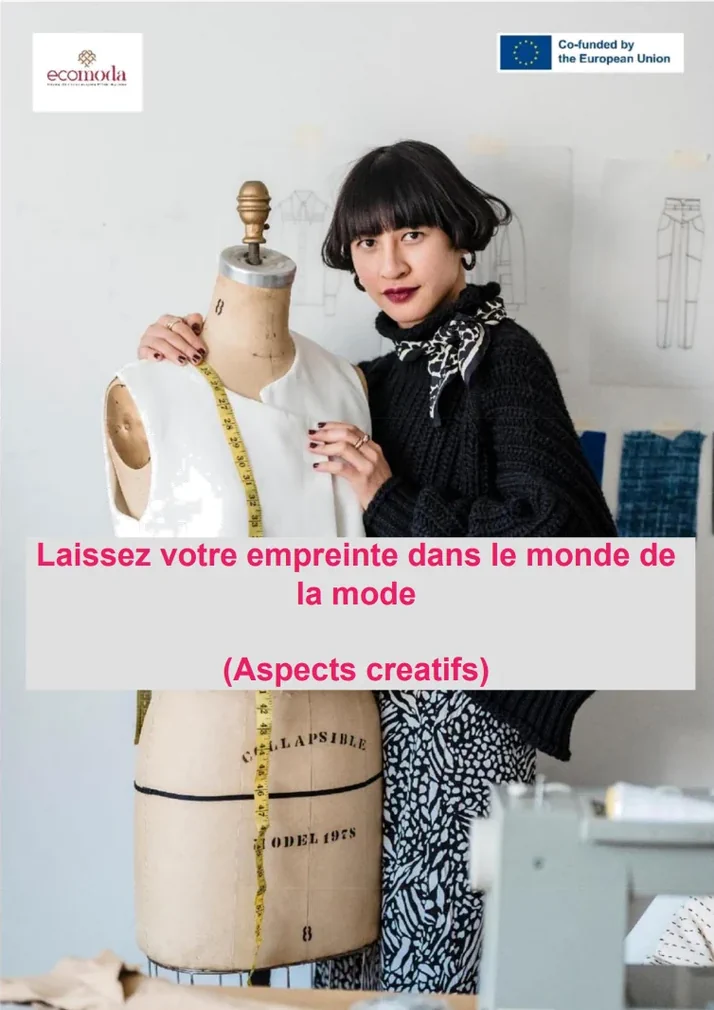 ecomoda
Co-funded by
the European Union
8
Laissez votre empreinte dans le monde de
la mode
(Aspects creatifs)
COLLAPSIBLE
MODEL 1978
8